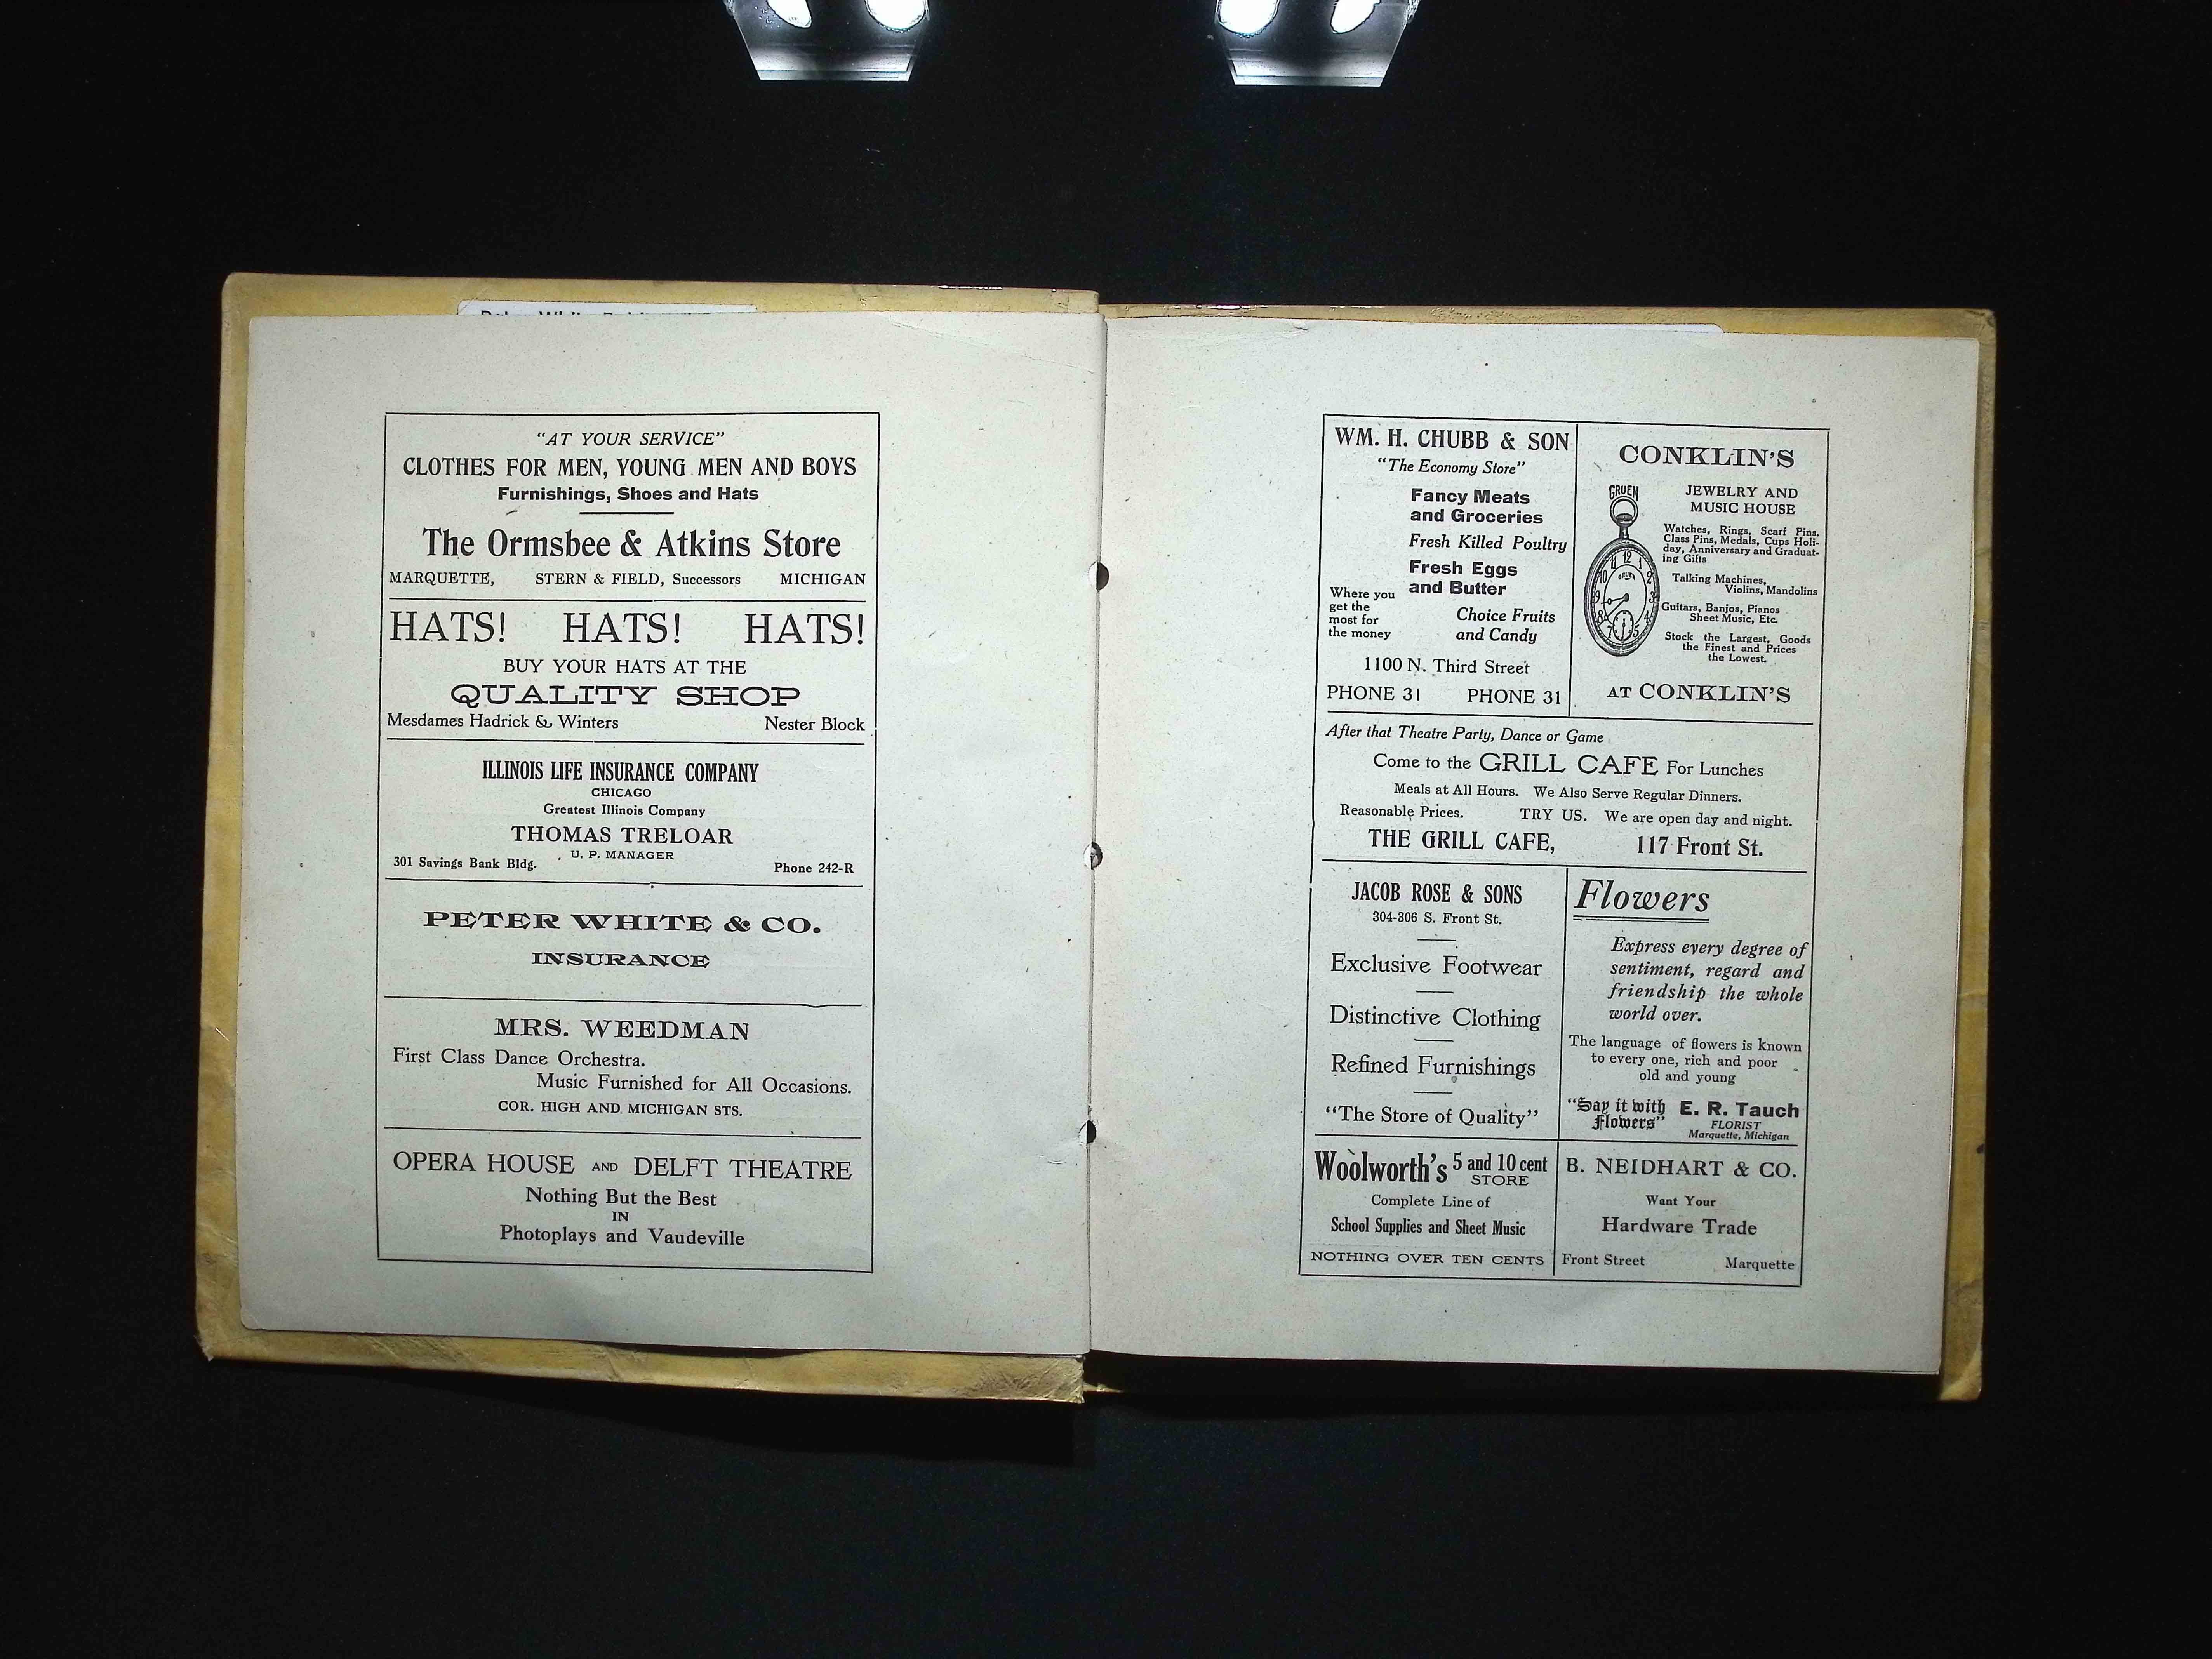 "AT YOUR SERVICE"
CLOTHES FOR MEN, YOUNG MEN AND BOYS
Furnishings, Shoes and Hats
The Ormsbee & Atkins Store
MARQUETTE, STERN & FIELD, Successors MICHIGAN
HATS! HATS! HATS!
BUY YOUR HATS AT THE
QUALITY SHOP
Mesdames Hadrick & Winters Nester Block
ILLINOIS LIFE INSURANCE COMPANY
CHICAGO
Greatest Illinois Company
THOMAS TRELOAR
U. P. MANAGER
301 Savings Bank Bldg. Phone 242-R
PETER WHITE & CO.
INSURANCE
MRS. WEEDMAN
First Class Dance Orchestra.
Music Furnished for All Occasions.
COR. HIGH AND MICHIGAN STS.
OPERA HOUSE AND DELFT THEATRE
Nothing But the Best
IN
Photoplays and Vaudeville
WM. H. CHUBB & SON
"The Economy Store"
Fancy Meats
and Groceries
Fresh Killed Poultry
Fresh Eggs
and Butter
Where you
get the
most for
the money
Choice Fruits
and Candy
1100 N. Third Street
PHONE 31 PHONE 31
CONKLIN'S
GRUEN
JEWELRY AND
MUSIC HOUSE
Watches, Rings, Scarf Pins.
Class Pins, Medals, Cups Holi-
day, Anniversary and Graduat-
ing Gifts
Talking Machines,
Violins, Mandolins
Guitars, Banjos, Pianos
Sheet Music, Etc.
Stock the Largest, Goods
the Finest and Prices
the Lowest.
AT CONKLIN'S
After that Theatre Party, Dance or Game
Come to the GRILL CAFE For Lunches
Meals at All Hours. We Also Serve Regular Dinners.
Reasonable Prices. TRY US. We are open day and night.
THE GRILL CAFE, 117 Front St.
JACOB ROSE & SONS
304-306 S. Front St.
Exclusive Footwear
Distinctive Clothing
Refined Furnishings
"The Store of Quality"
Flowers
Express every degree of
sentiment, regard and
friendship the whole
world over.
The language of flowers is known
to every one, rich and poor
old and young
"Say it with
Flowers"
E. R. Tauch
FLORIST
Marquette, Michigan
Woolworth's 5 and 10 cent
STORE
Complete Line of
School Supplies and Sheet Music
NOTHING OVER TEN CENTS
B. NEIDHART & CO.
Want Your
Hardware Trade
Front Street Marquette